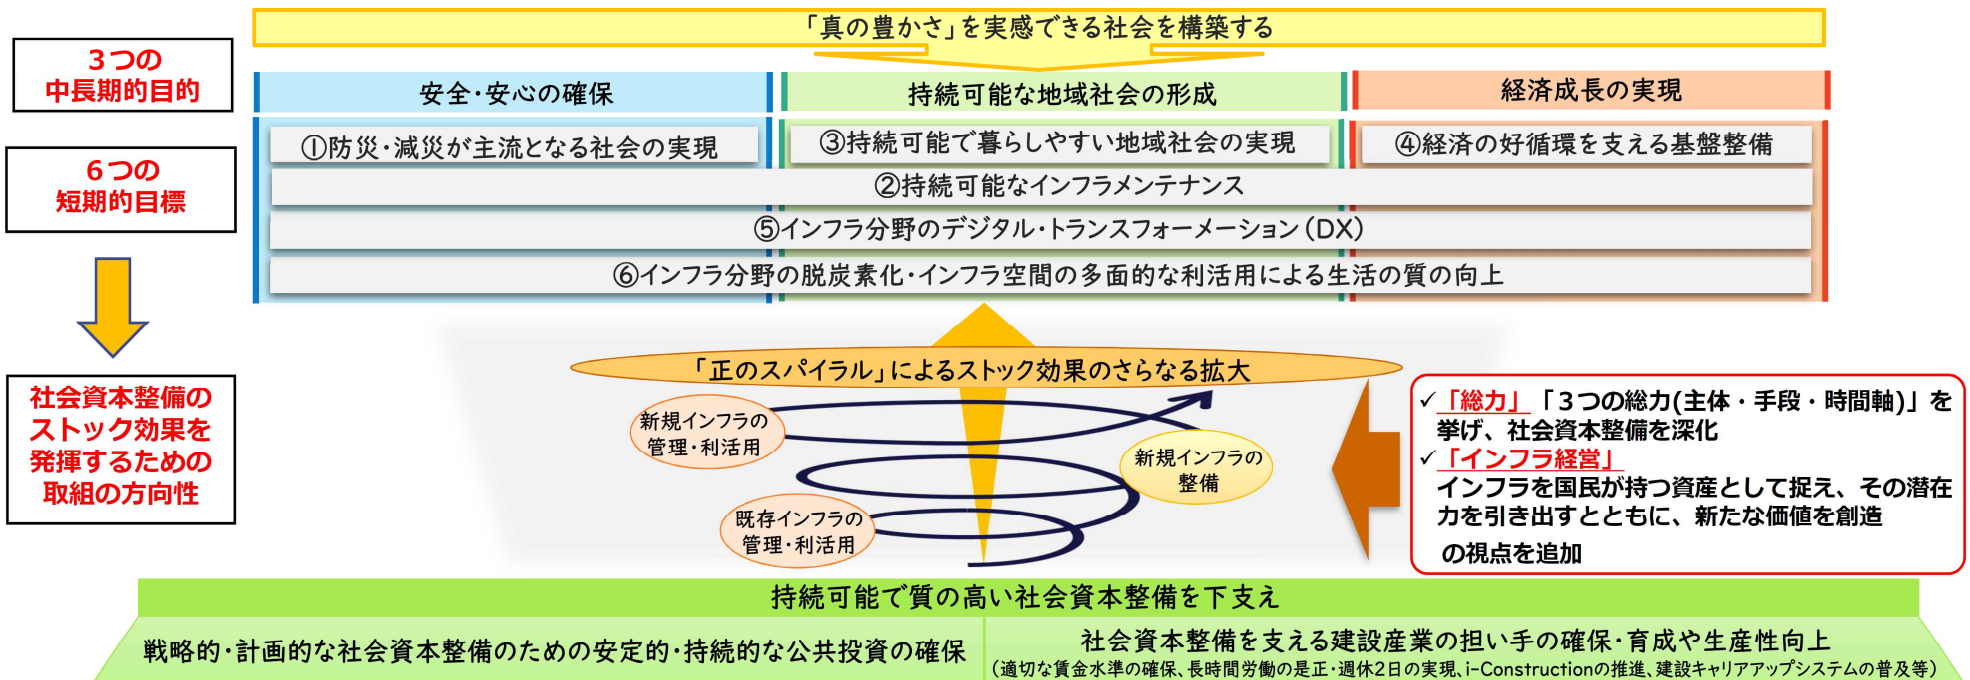 「真の豊かさ」を実感できる社会を構築する
3つの
中長期的目的
安全・安心の確保
持続可能な地域社会の形成
経済成長の実現
6つの
短期的目標
①防災・減災が主流となる社会の実現
③持続可能で暮らしやすい地域社会の実現
④経済の好循環を支える基盤整備
②持続可能なインフラメンテナンス
⑤インフラ分野のデジタル・トランスフォーメーション(DX)
⑥インフラ分野の脱炭素化・インフラ空間の多面的な利活用による生活の質の向上
社会資本整備の
ストック効果を
発揮するための
取組の方向性
「正のスパイラル」によるストック効果のさらなる拡大
新規インフラの
管理・利活用
新規インフラの
整備
既存インフラの
管理・利活用
✓「総力」「3つの総力(主体・手段・時間軸)」を
挙げ、社会資本整備を深化
✓「インフラ経営」
インフラを国民が持つ資産として捉え、その潜在
力を引き出すとともに、新たな価値を創造
の視点を追加
持続可能で質の高い社会資本整備を下支え
戦略的・計画的な社会資本整備のための安定的・持続的な公共投資の確保
社会資本整備を支える建設産業の担い手の確保・育成や生産性向上
(適切な賃金水準の確保、長時間労働の是正・週休2日の実現、i-Constructionの推進、建設キャリアアップシステムの普及等)